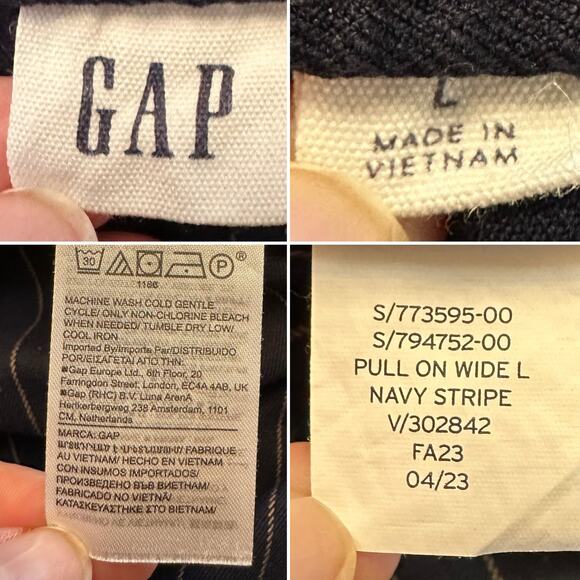 GAP
L
MADE IN
VIETNAM
30
P
1166
MACHINE WASH COLD GENTLE
CYCLE/ ONLY NON-CHLORINE BLEACH
WHEN NEEDED/ TUMBLE DRY LOW/
COOL IRON
Imported By/Importé Par/DISTRIBUIDO
POR/ΕΙΣΑΓΕΤΑΙ ΑΠΟ ΤΗΝ:
■Gap Europe Ltd., 6th Floor, 20
Farringdon Street, London, EC4A 4AB, UK
■Gap (RHC) B.V. Luna ArenA
Herikerbergweg 238 Amsterdam, 1101
CM, Netherlands
MARCA: GAP
FABRIQUÉ
AU VIETNAM/ HECHO EN VIETNAM
CON INSUMOS IMPORTADOS/
ПРОИЗВЕДЕНО ВЪВ ВИЕТНАМ/
FABRICADO NO VIETNÃ/
ΚΑΤΑΣΚΕΥΑΣΤΗΚΕ ΣΤΟ ΒΙΕΤΝΑΜ/
S/773595-00
S/794752-00
PULL ON WIDE L
NAVY STRIPE
V/302842
FA23
04/23